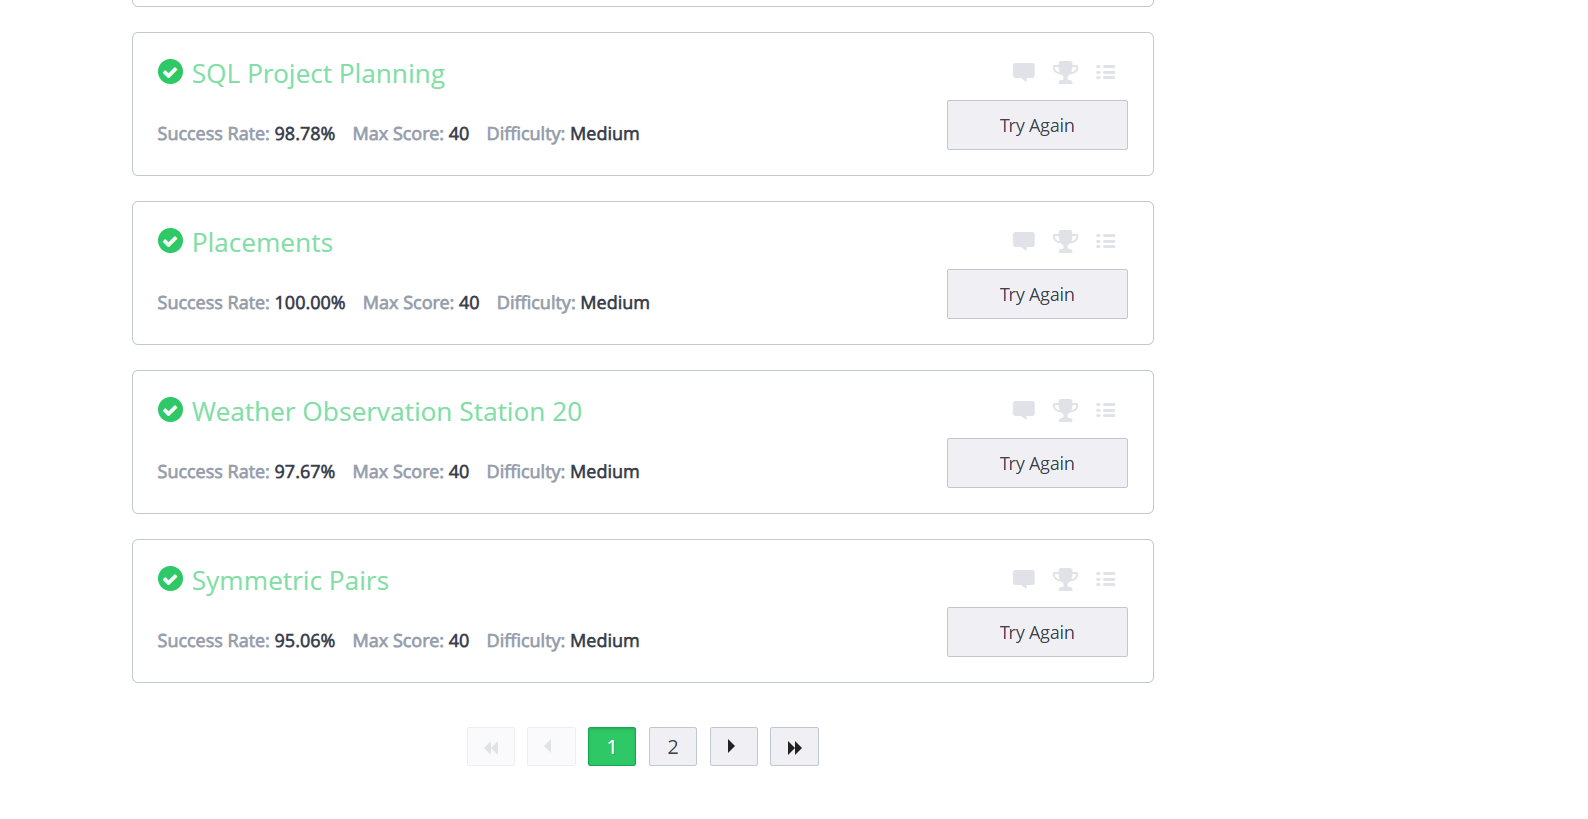 SQL Project Planning
Success Rate: 98.78% Max Score: 40 Difficulty: Medium
Try Again
Placements
Success Rate: 100.00% Max Score: 40 Difficulty: Medium
Try Again
Weather Observation Station 20
Success Rate: 97.67% Max Score: 40 Difficulty: Medium
Try Again
Symmetric Pairs
Success Rate: 95.06% Max Score: 40 Difficulty: Medium
Try Again
1 2